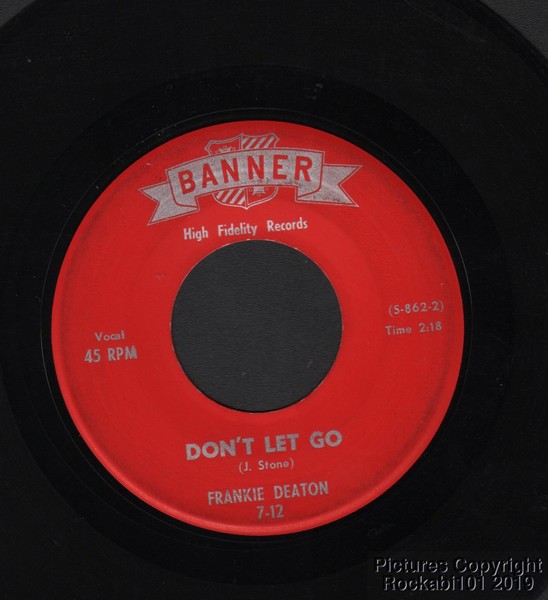 BANNER
High Fidelity Records
(S-862-2)
Vocal
Time 2:18
45 RPM
DON'T LET GO
(J. Stone)
FRANKIE DEATON
7-12
Pictures Copyright
Rockabi101 2019